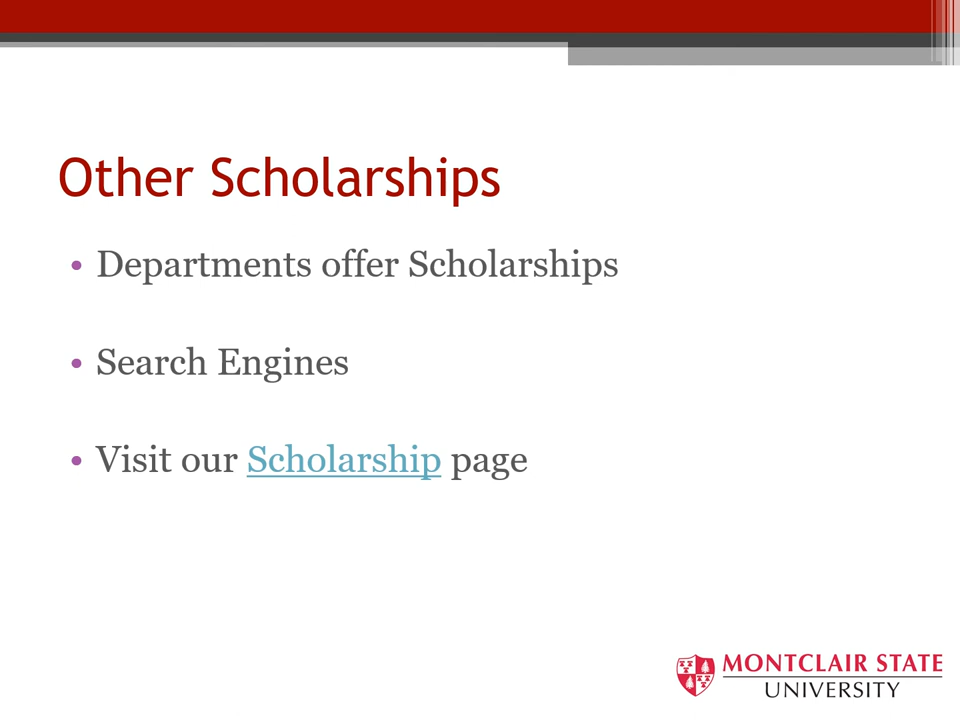 Other Scholarships
• Departments offer Scholarships
• Search Engines
• Visit our Scholarship page
MONTCLAIR STATE
UNIVERSITY